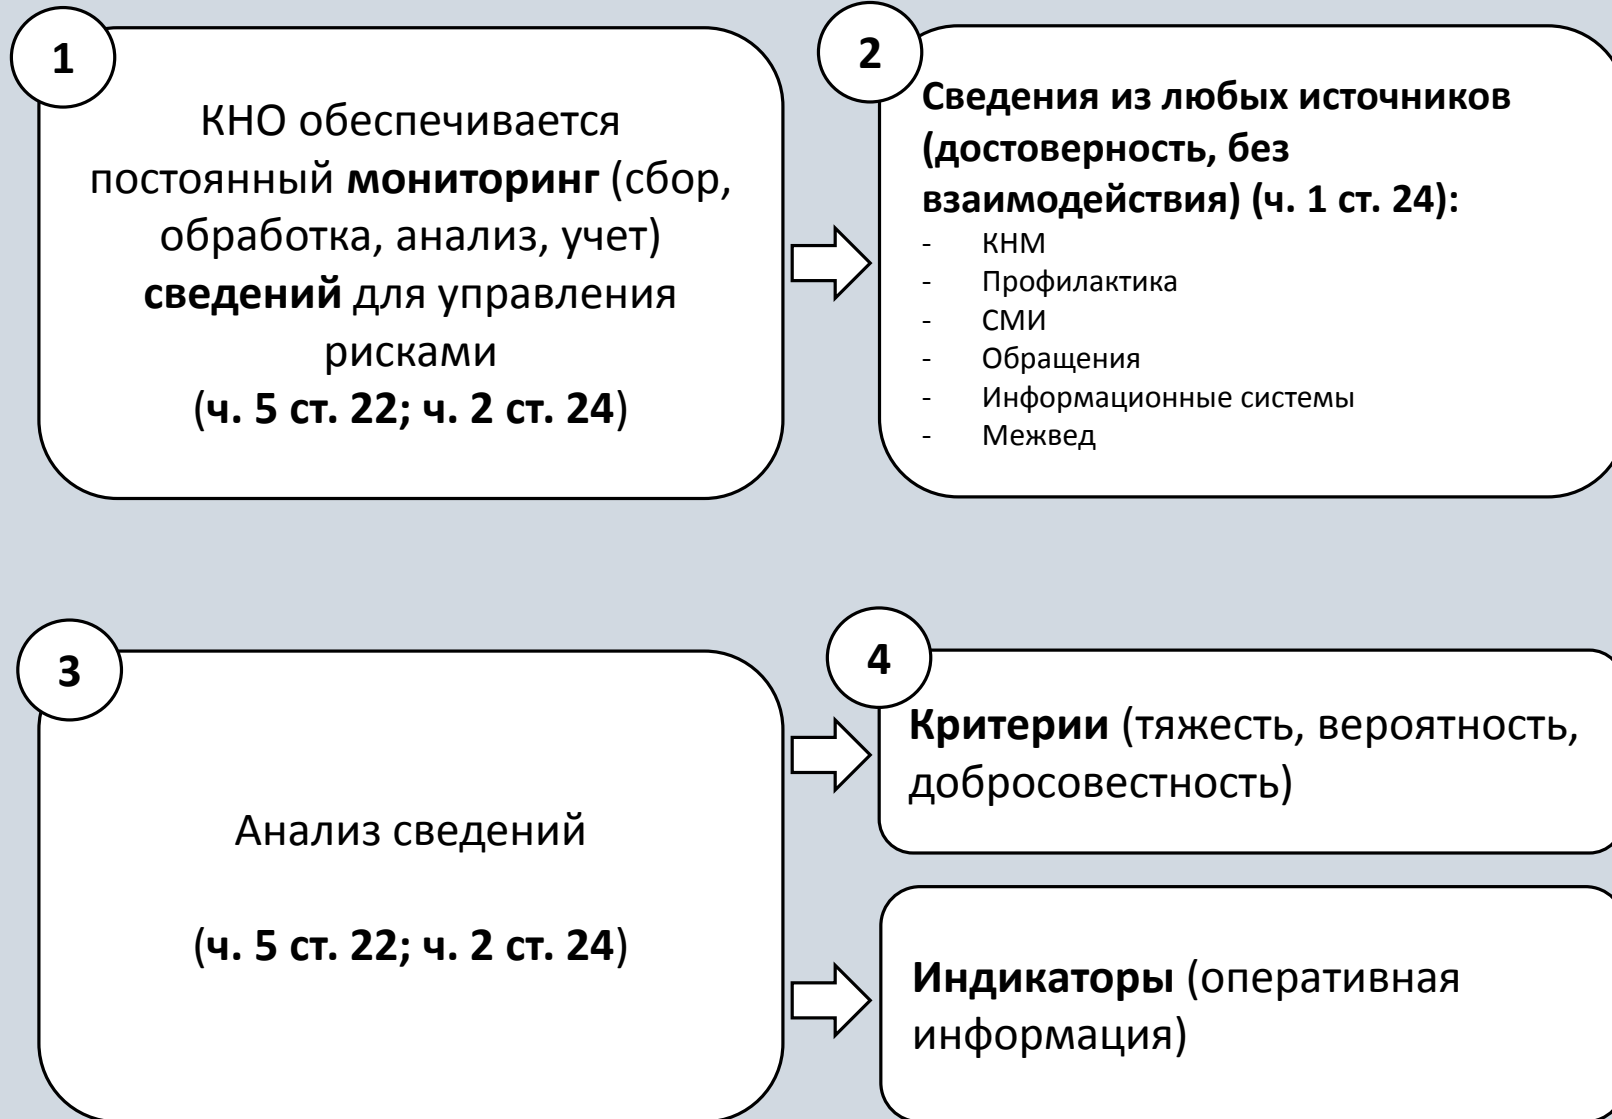 1
КНО обеспечивается
постоянный мониторинг (сбор,
обработка, анализ, учет)
сведений для управления
рисками
(ч. 5 ст. 22; ч. 2 ст. 24)
2
Сведения из любых источников
(достоверность, без
взаимодействия) (ч. 1 ст. 24):
- КНМ
- Профилактика
- СМИ
- Обращения
- Информационные системы
- Межвед
3
Анализ сведений
(ч. 5 ст. 22; ч. 2 ст. 24)
4
Критерии (тяжесть, вероятность,
добросовестность)
Индикаторы (оперативная
информация)